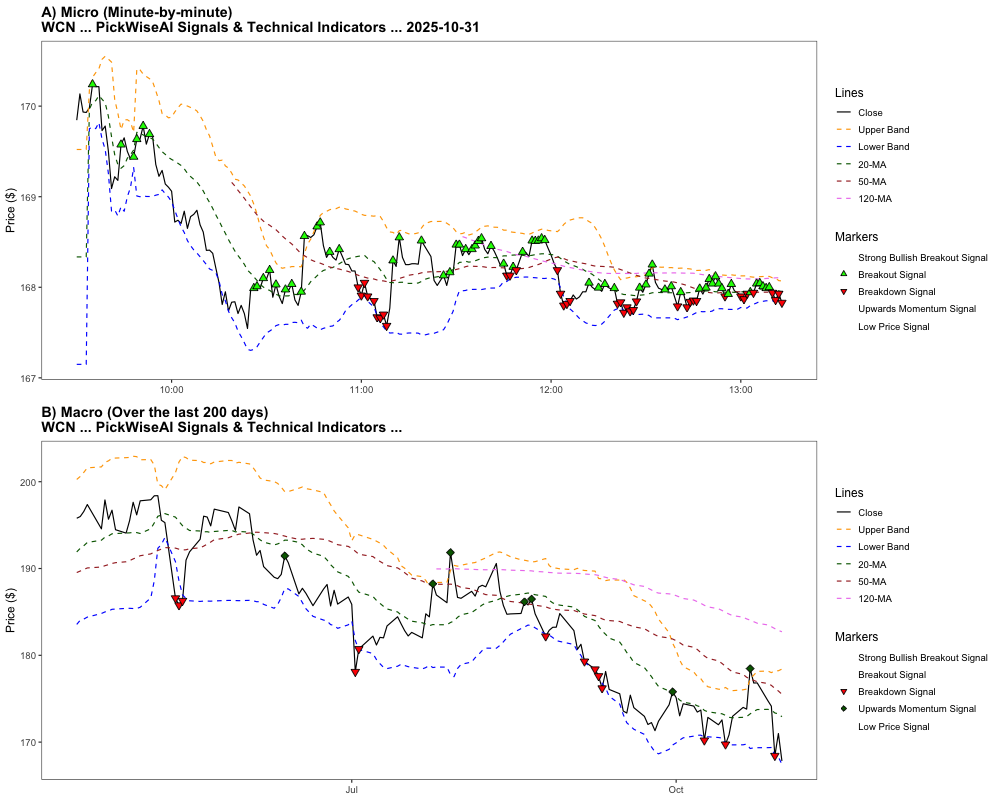 A) Micro (Minute-by-minute)
WCN ... PickWiseAI Signals & Technical Indicators ... 2025-10-31
Price ($)
170
169
168
167
10:00
11:00
12:00
13:00
Lines
Close
Upper Band
Lower Band
20-MA
50-MA
120-MA
Markers
Strong Bullish Breakout Signal
Breakout Signal
Breakdown Signal
Upwards Momentum Signal
Low Price Signal
B) Macro (Over the last 200 days)
WCN ... PickWiseAI Signals & Technical Indicators ...
Price ($)
200
190
180
170
Jul
Oct
Lines
Close
Upper Band
Lower Band
20-MA
50-MA
120-MA
Markers
Strong Bullish Breakout Signal
Breakout Signal
Breakdown Signal
Upwards Momentum Signal
Low Price Signal